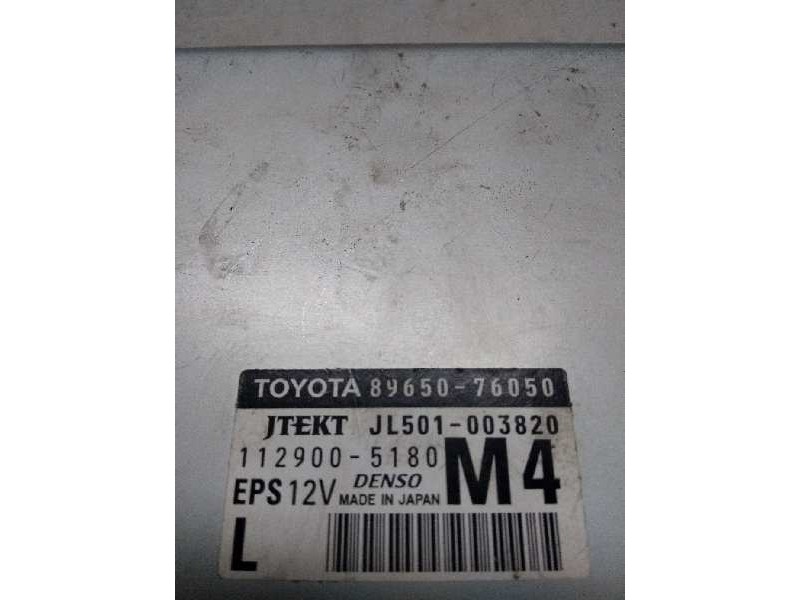 TOYOTA 89650-76050
JTEKT JL501-003820
112900-5180 M4
EPS 12V DENSO
MADE IN JAPAN
L